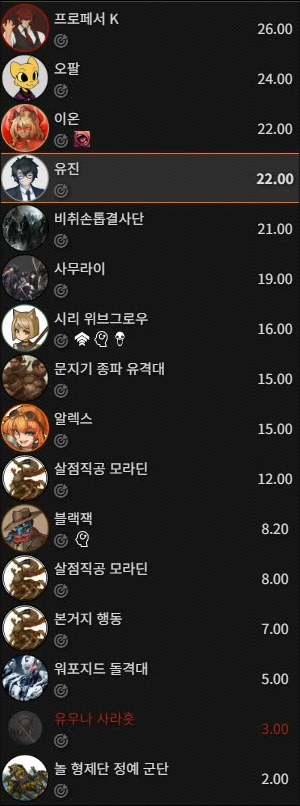 프로페서 K
26.00
오팔
24.00
이온
22.00
유진
22.00
비취손톱결사단
21.00
사무라이
19.00
시리 위브그로우
16.00
문지기 종파 유격대
15.00
알렉스
15.00
살점직공 모라딘
12.00
블랙잭
8.20
살점직공 모라딘
8.00
본거지 행동
7.00
워포지드 돌격대
5.00
유우나 사라홋
3.00
놀 형제단 정예 군단
2.00